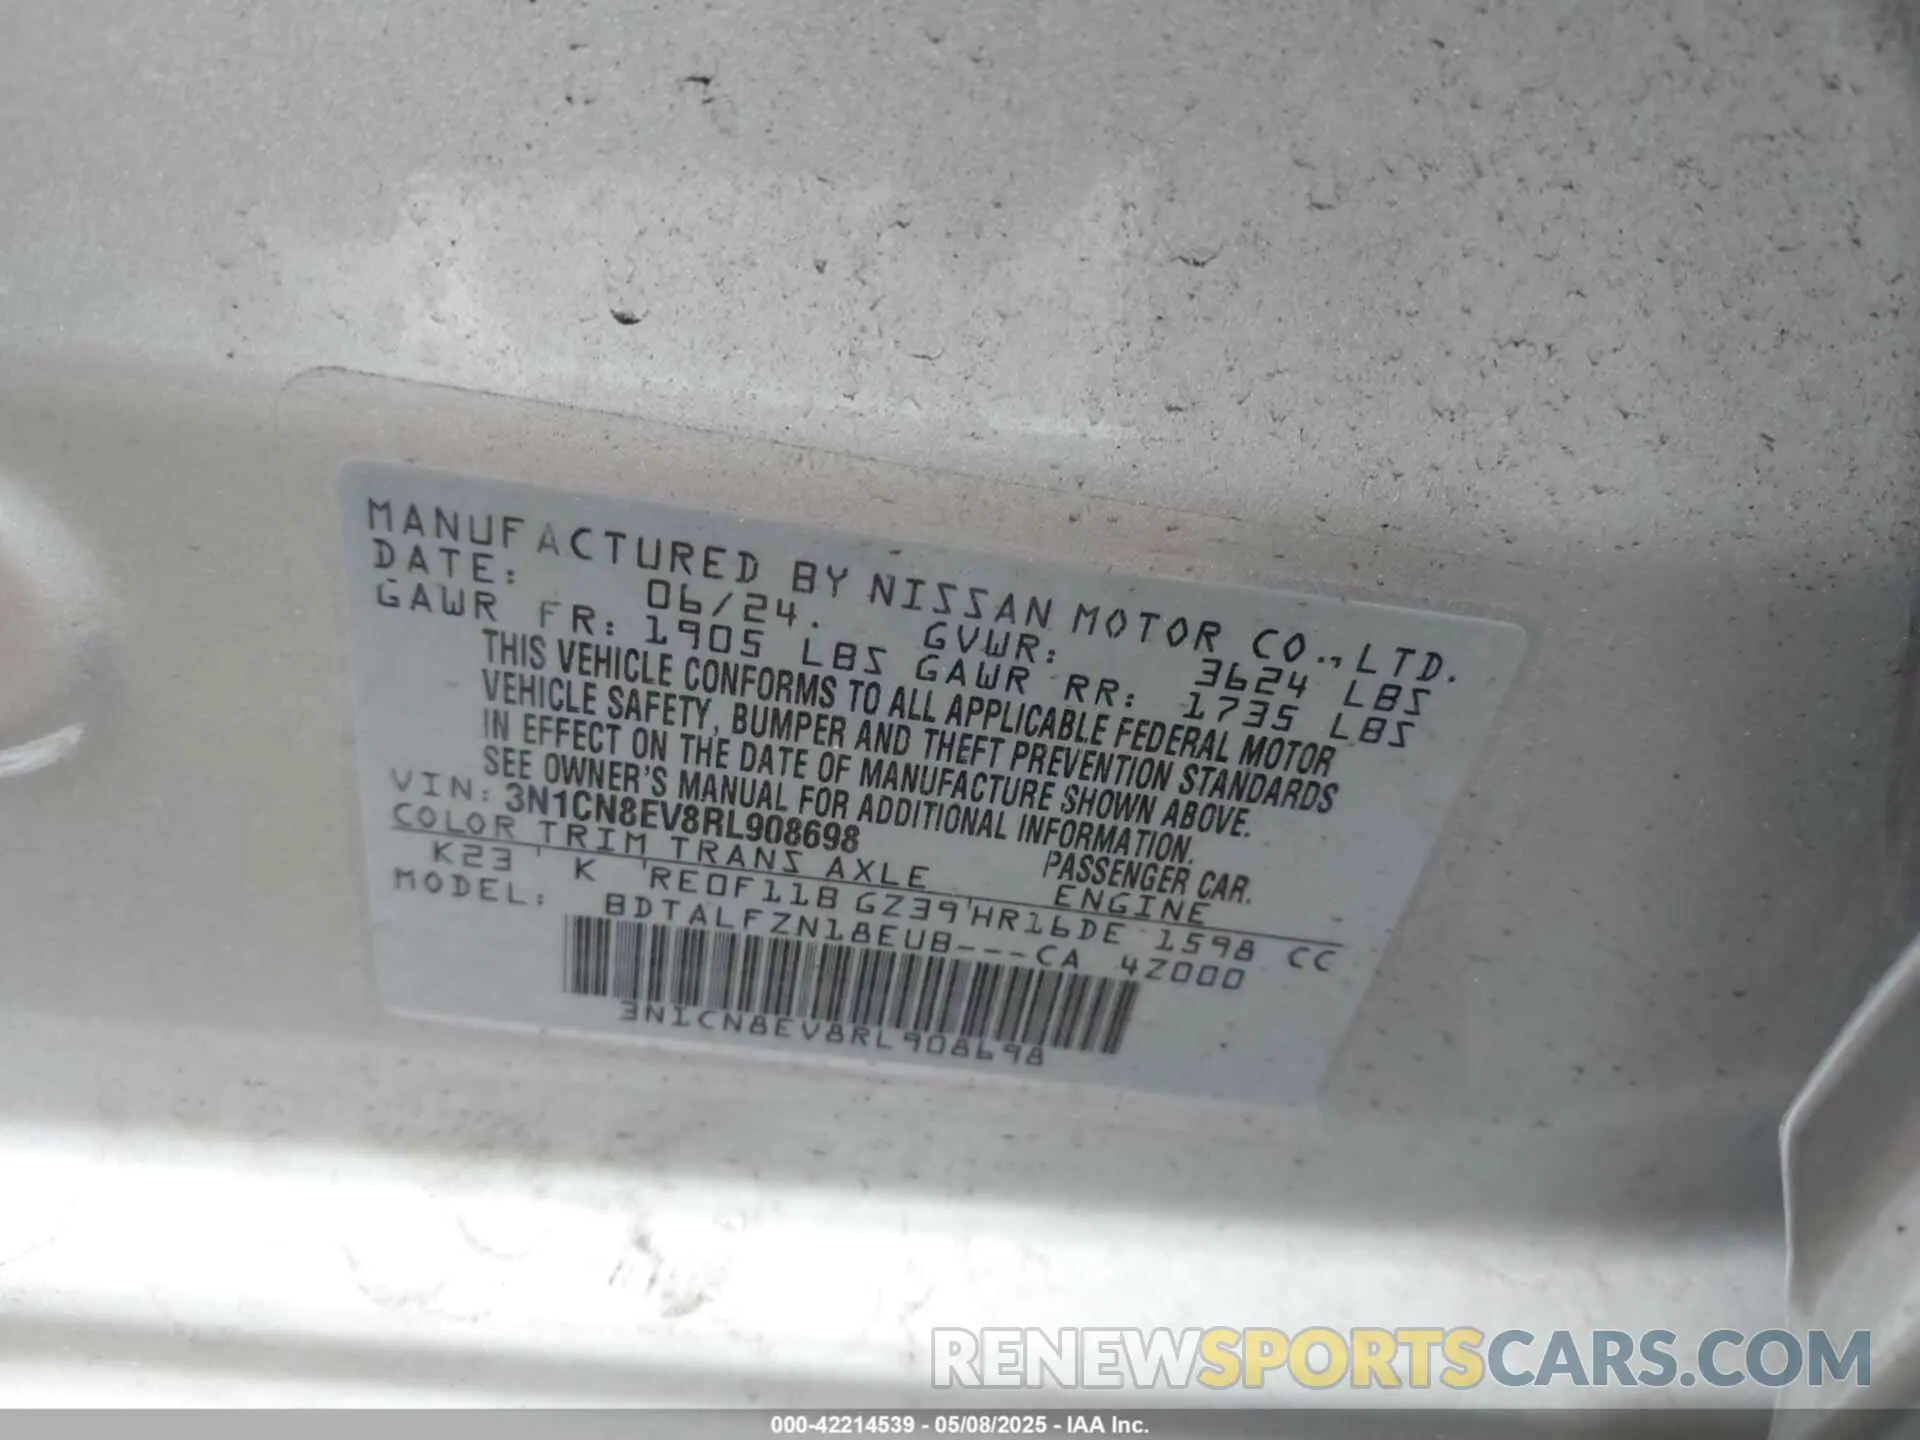 MANUFACTURED BY NISSAN MOTOR CO.,LTD.
DATE: 06/24. GVWR: 3624 LBS
GAWR FR: 1905 LBS GAWR RR: 1735 LBS
THIS VEHICLE CONFORMS TO ALL APPLICABLE FEDERAL MOTOR
VEHICLE SAFETY, BUMPER AND THEFT PREVENTION STANDARDS
IN EFFECT ON THE DATE OF MANUFACTURE SHOWN ABOVE.
SEE OWNER'S MANUAL FOR ADDITIONAL INFORMATION.
VIN: 3N1CN8EV8RL908698 PASSENGER CAR.
COLOR TRIM TRANS AXLE ENGINE
K23 ' K 'RE0F11B GZ39'HR16DE 1598 CC
MODEL: BDTALFZN18EUB---CA 4Z000
3N1CN8EV8RL908698
RENEWSPORTSCARS.COM
000-42214539 - 05/08/2025 - IAA Inc.